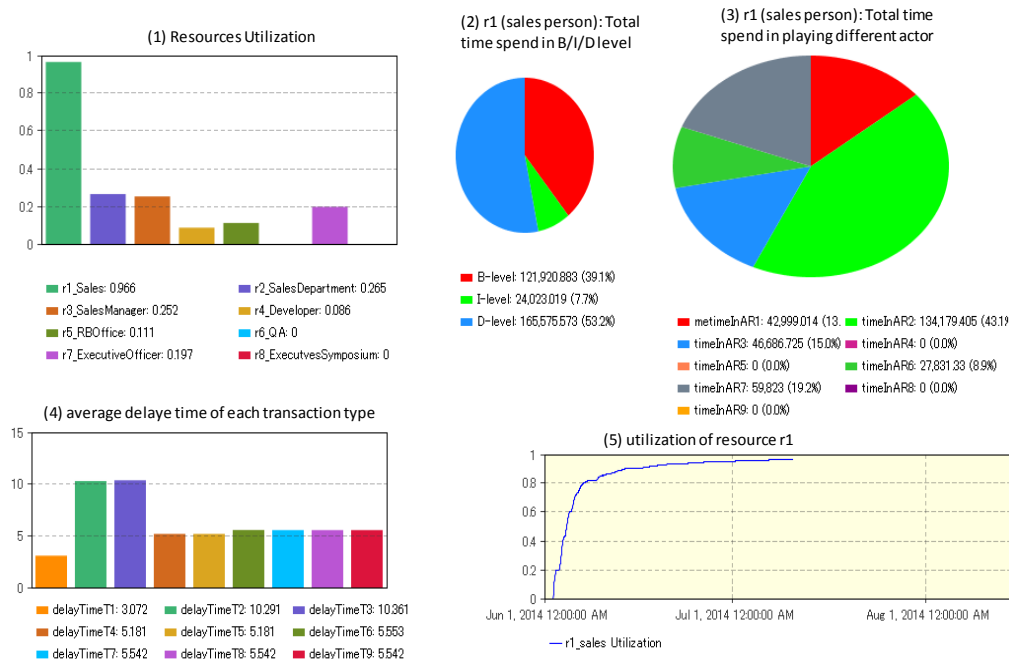 (1) Resources Utilization
1
0.8
0.6
0.4
0.2
0
r1_Sales: 0.966
r2_SalesDepartment: 0.265
r3_SalesManager: 0.252
r4_Developer: 0.086
r5_RBOffice: 0.111
r6_QA: 0
r7_ExecutiveOfficer: 0.197
r8_ExecutvesSymposium: 0
(2) r1 (sales person): Total
time spend in B/I/D level
B-level: 121,920.883 (39.1%)
I-level: 24,023.019 (7.7%)
D-level: 165,575.573 (53.2%)
(3) r1 (sales person): Total time
spend in playing different actor
metimeInAR1: 42,999.014 (13.
timeInAR2: 134,179.405 (43.1%
timeInAR3: 46,686.725 (15.0%)
timeInAR4: 0 (0.0%)
timeInAR5: 0 (0.0%)
timeInAR6: 27,831.33 (8.9%)
timeInAR7: 59,823 (19.2%)
timeInAR8: 0 (0.0%)
timeInAR9: 0 (0.0%)
(4) average delaye time of each transaction type
15
10
5
0
delayTimeT1: 3.072
delayTimeT2: 10.291
delayTimeT3: 10.361
delayTimeT4: 5.181
delayTimeT5: 5.181
delayTimeT6: 5.553
delayTimeT7: 5.542
delayTimeT8: 5.542
delayTimeT9: 5.542
(5) utilization of resource r1
1
0.8
0.6
0.4
0.2
0
Jun 1, 2014 12:00:00 AM
Jul 1, 2014 12:00:00 AM
Aug 1, 2014 12:00:00 AM
r1_sales Utilization